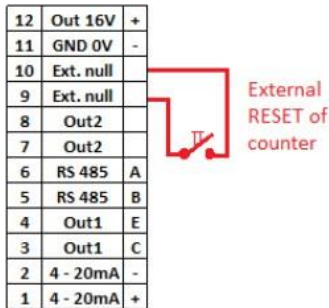 12 Out 16V +
11 GND 0V -
10 Ext. null
9 Ext. null
8 Out2
7 Out2
6 RS 485 A
5 RS 485 B
4 Out1 E
3 Out1 C
2 4 - 20mA -
1 4 - 20mA +
External
RESET of
counter